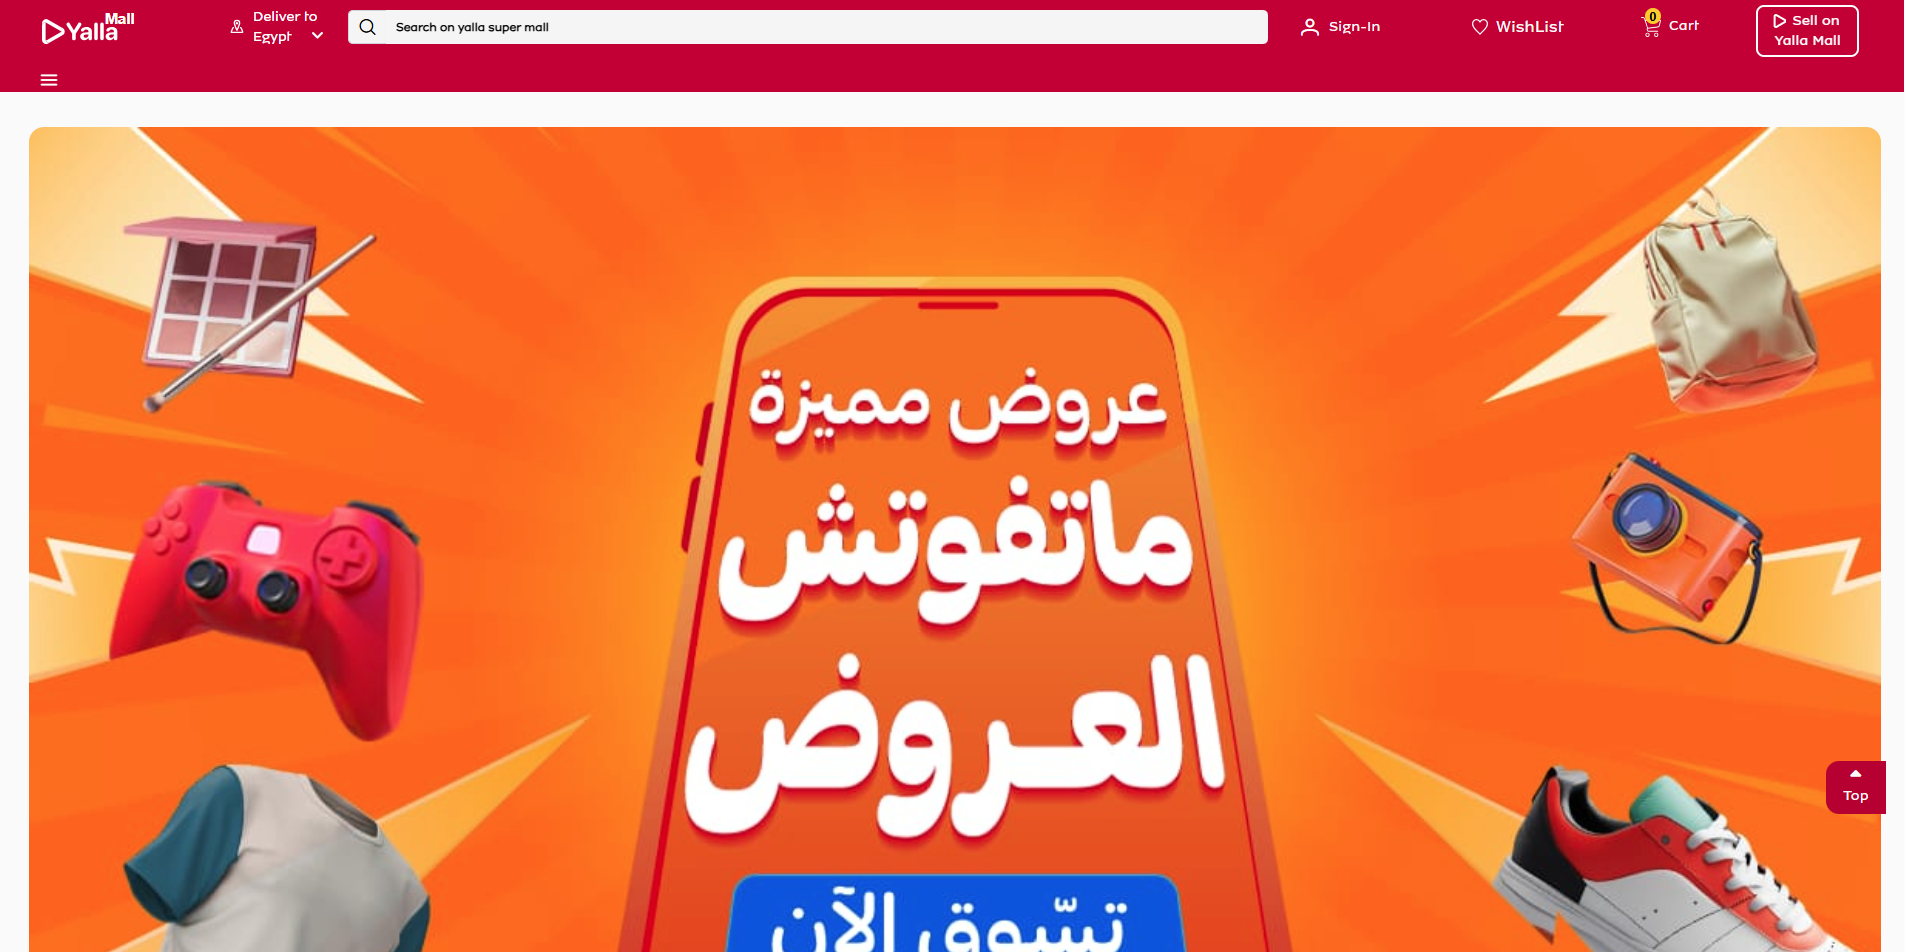 Yalla Mall
Deliver to
Egypt
Search on yalla super mall
Sign-In
WishList
0
Cart
Sell on
Yalla Mall
عروض مميزة
ماتفوتش
العروض
تسّوق الآن
Top